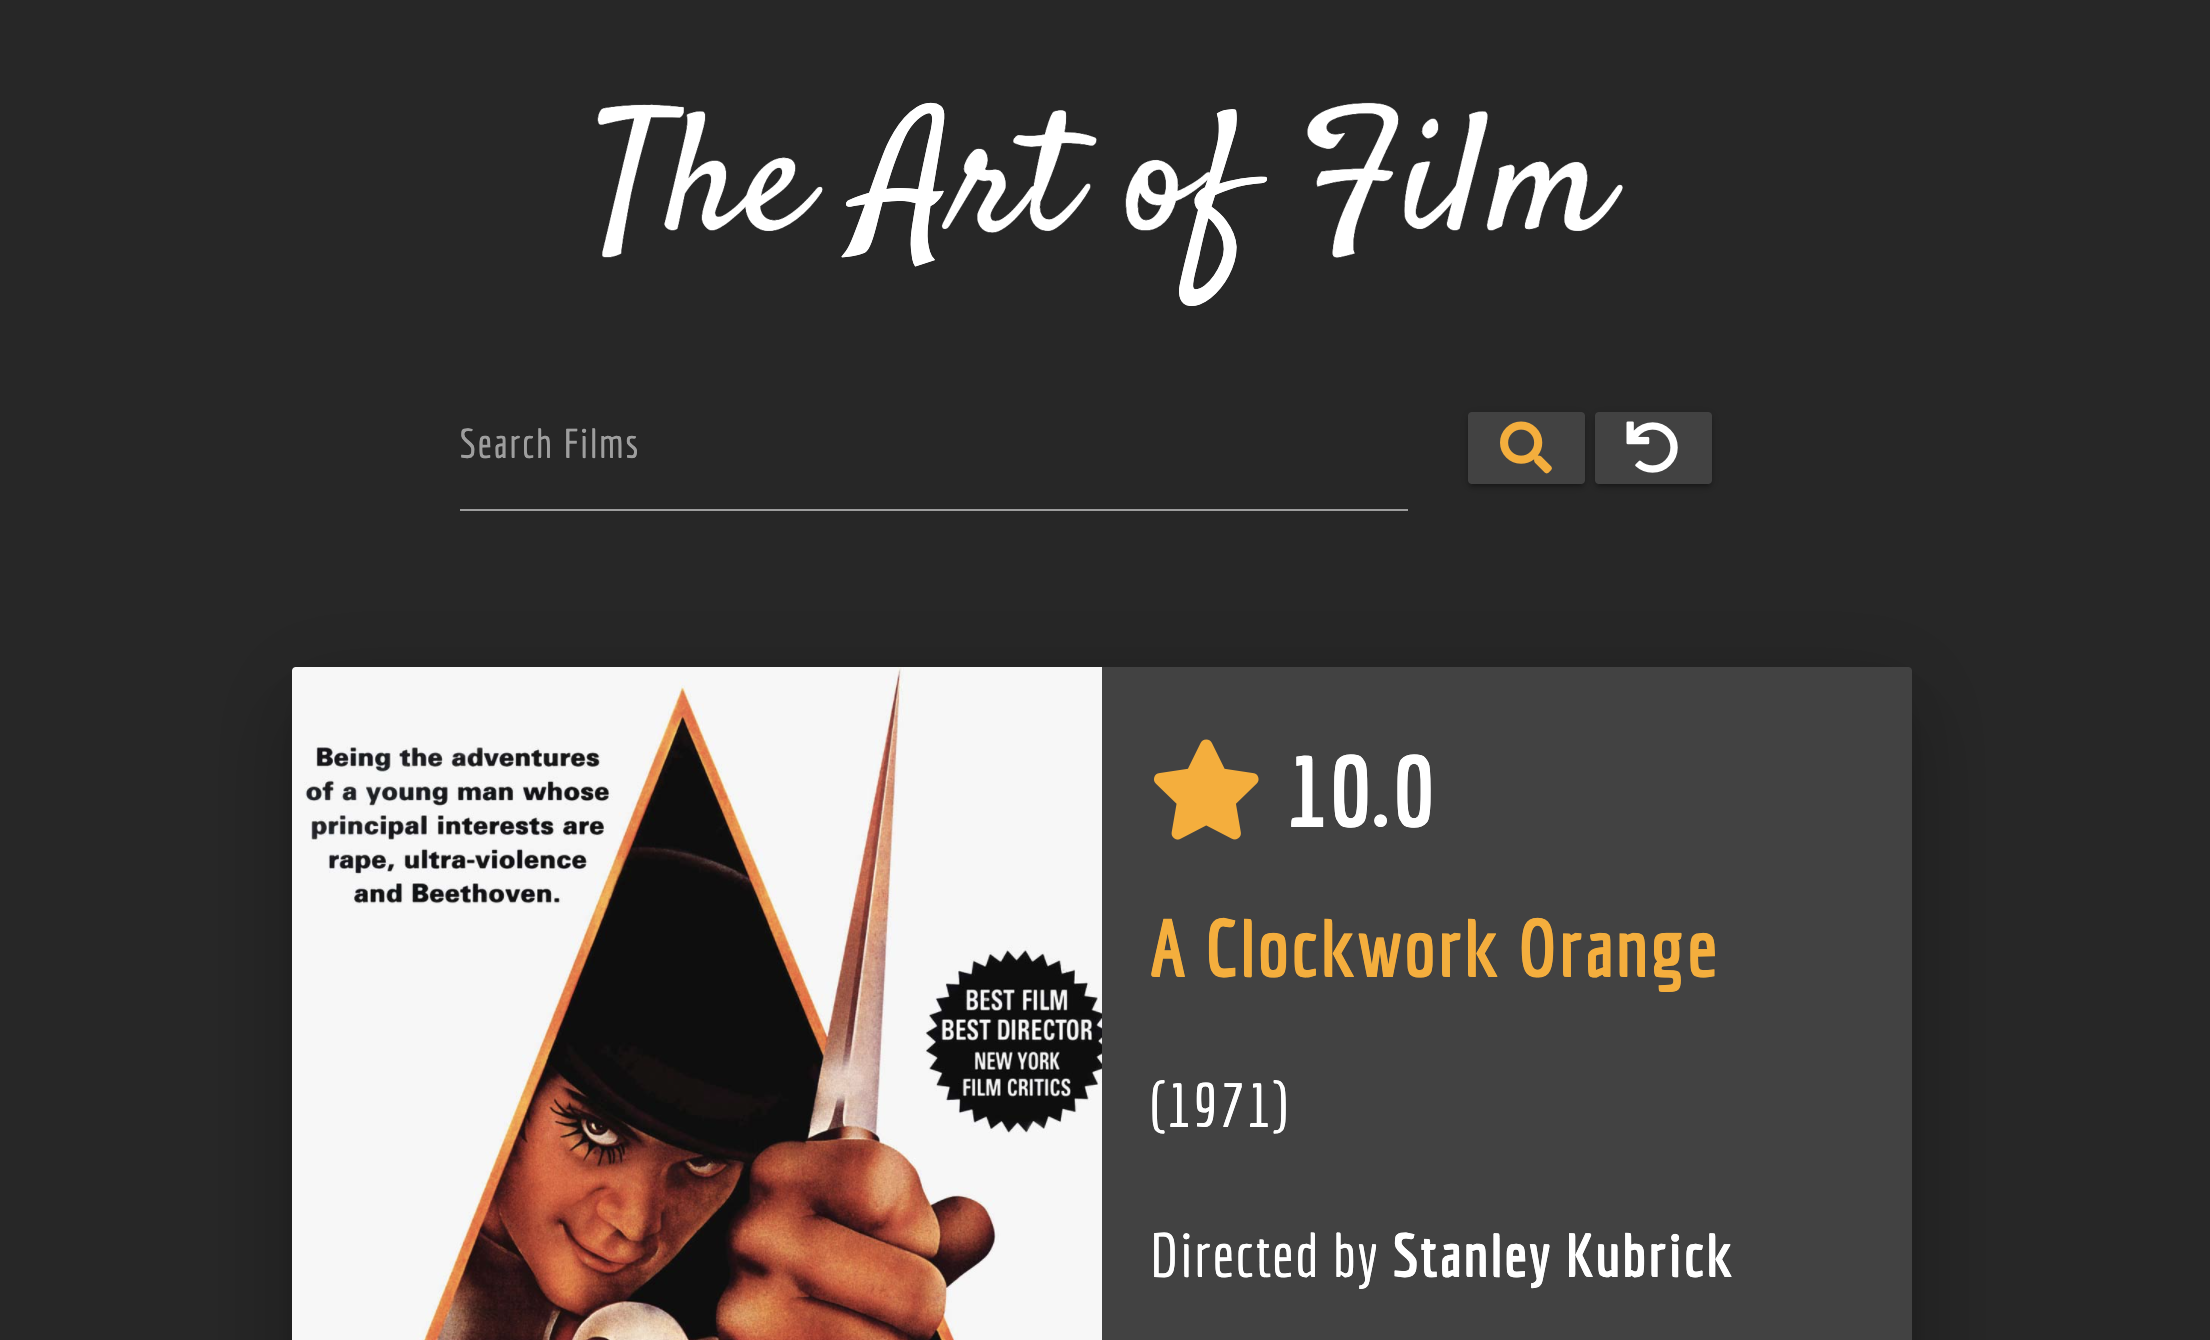 The Art of Film
Search Films
Being the adventures
of a young man whose
principal interests are
rape, ultra-violence
and Beethoven.
BEST FILM
BEST DIRECTOR
NEW YORK
FILM CRITICS
10.0
A Clockwork Orange
(1971)
Directed by Stanley Kubrick